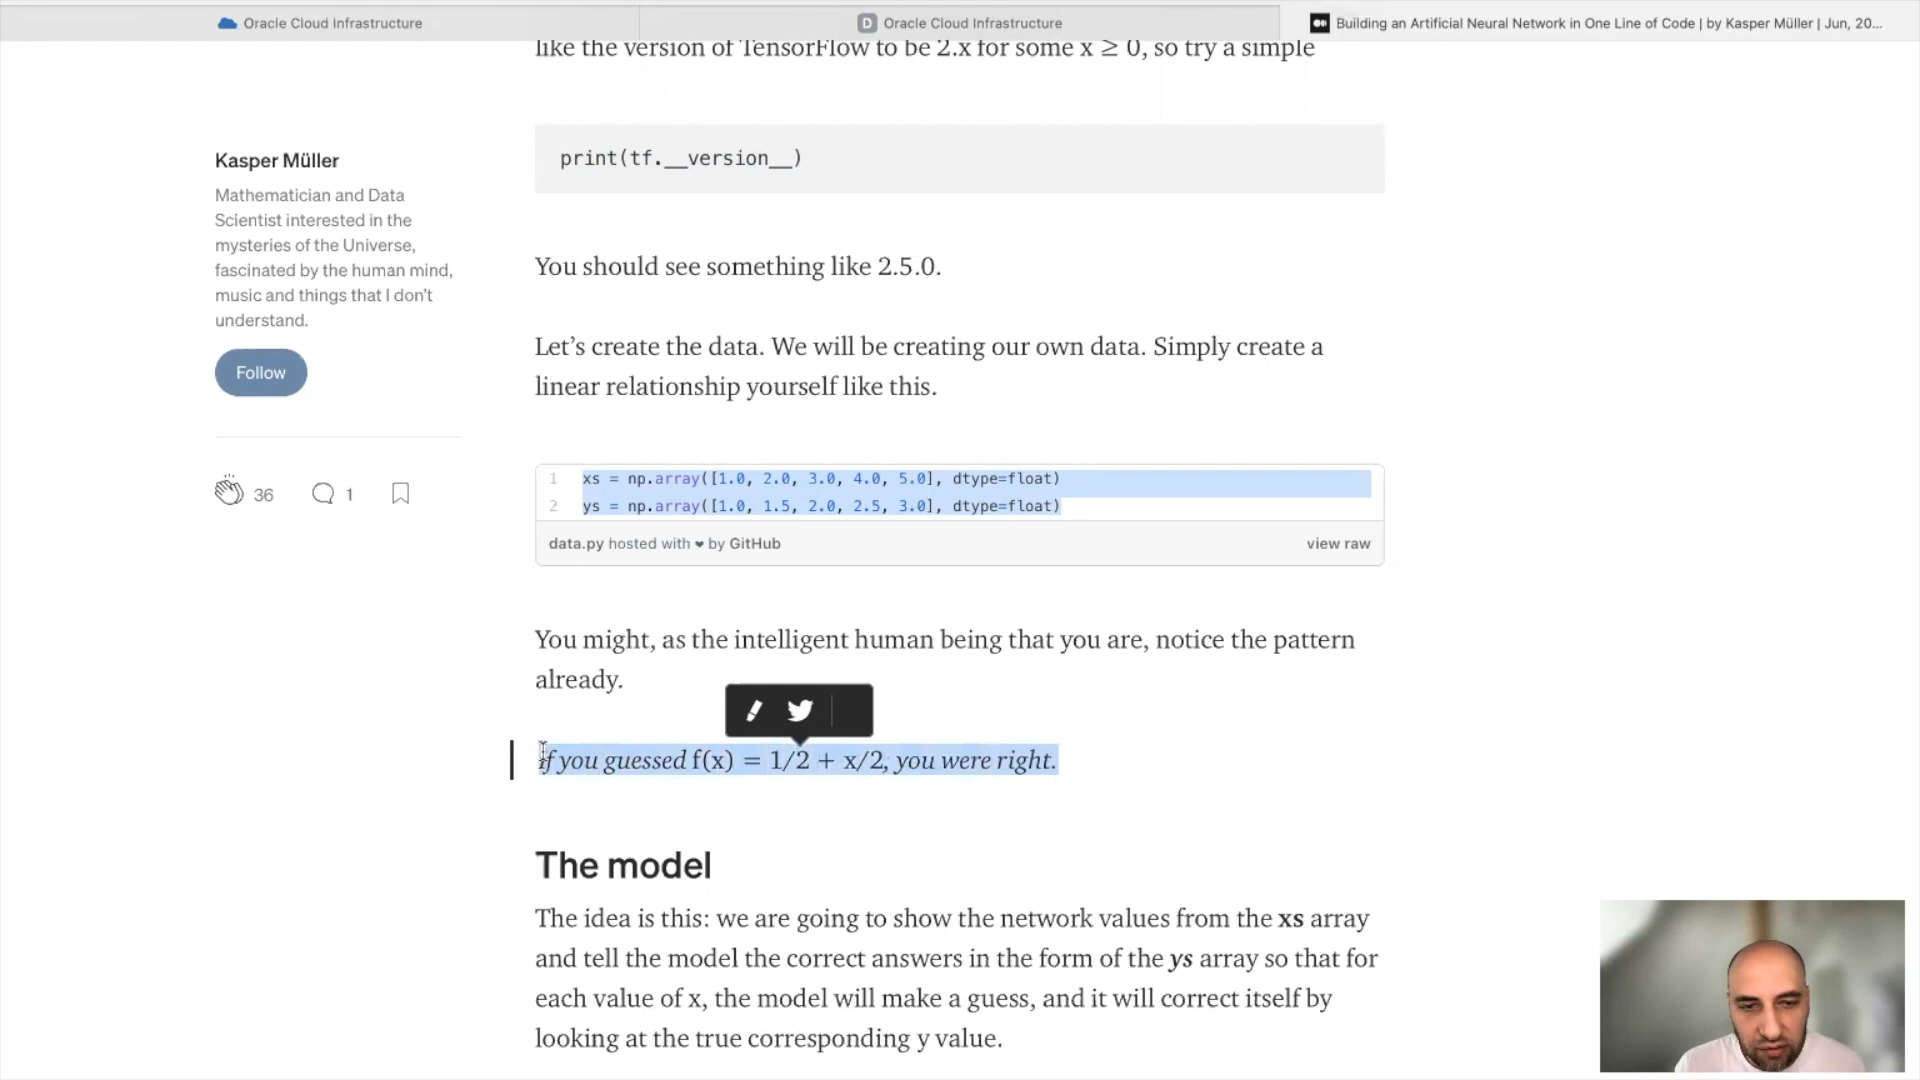 Oracle Cloud Infrastructure
D Oracle Cloud Infrastructure
Building an Artificial Neural Network in One Line of Code | by Kasper Müller | Jun, 20...
like the version of TensorFlow to be 2.x for some x ≥ 0, so try a simple
print(tf.__version__)
Kasper Müller
Mathematician and Data
Scientist interested in the
mysteries of the Universe,
fascinated by the human mind,
music and things that I don't
understand.
Follow
36
1
You should see something like 2.5.0.
Let's create the data. We will be creating our own data. Simply create a
linear relationship yourself like this.
1 xs = np.array([1.0, 2.0, 3.0, 4.0, 5.0], dtype=float)
2 ys = np.array([1.0, 1.5, 2.0, 2.5, 3.0], dtype=float)
data.py hosted with ❤ by GitHub
view raw
You might, as the intelligent human being that you are, notice the pattern
already.
If you guessed f(x) = 1/2 + x/2, you were right.
The model
The idea is this: we are going to show the network values from the xs array
and tell the model the correct answers in the form of the ys array so that for
each value of x, the model will make a guess, and it will correct itself by
looking at the true corresponding y value.